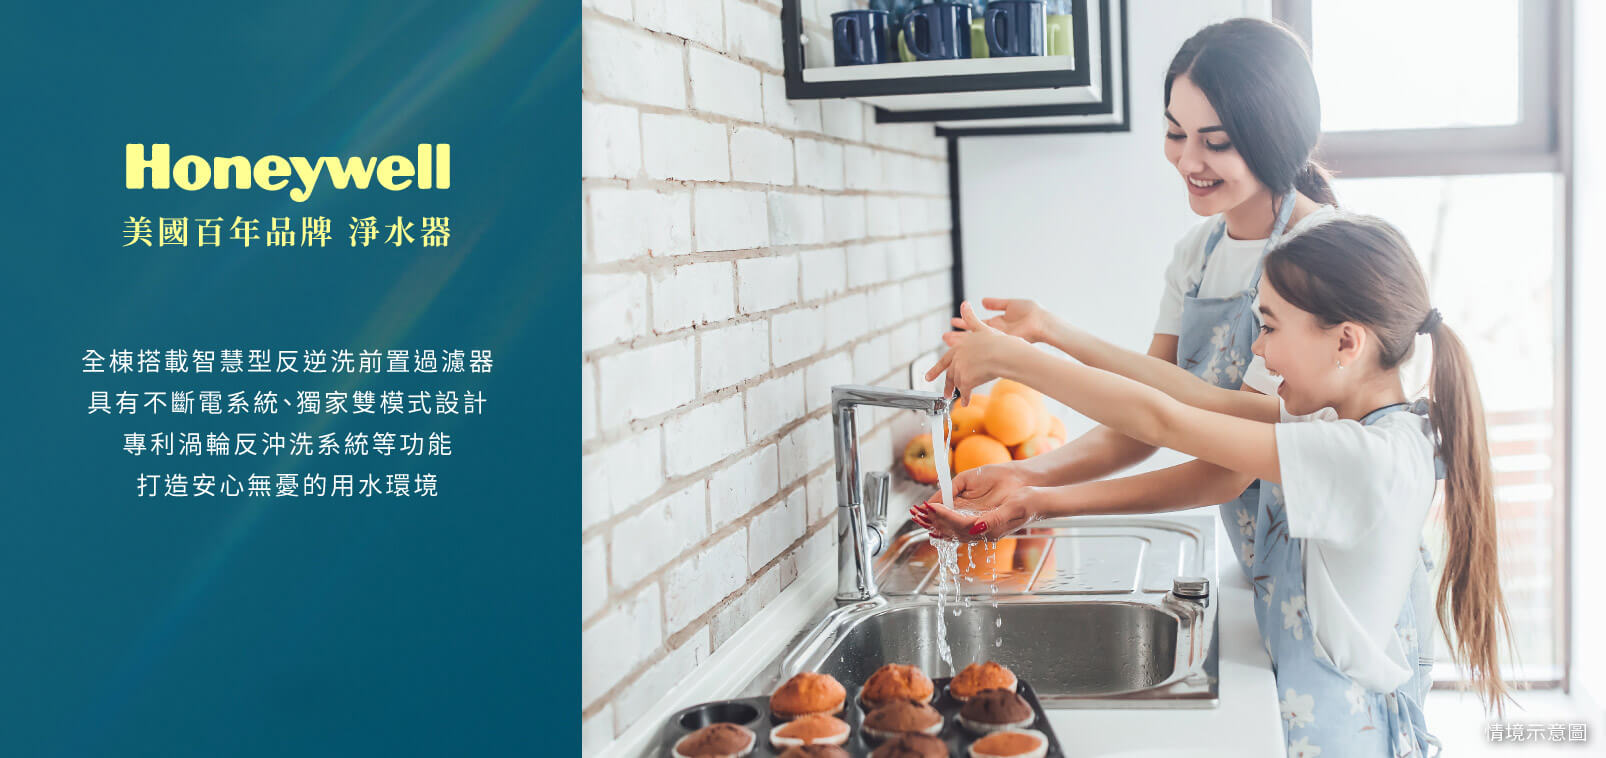 Honeywell
美國百年品牌 淨水器
全棟搭載智慧型反逆洗前置過濾器
具有不斷電系統、獨家雙模式設計
專利渦輪反沖洗系統等功能
打造安心無憂的用水環境
情境示意圖